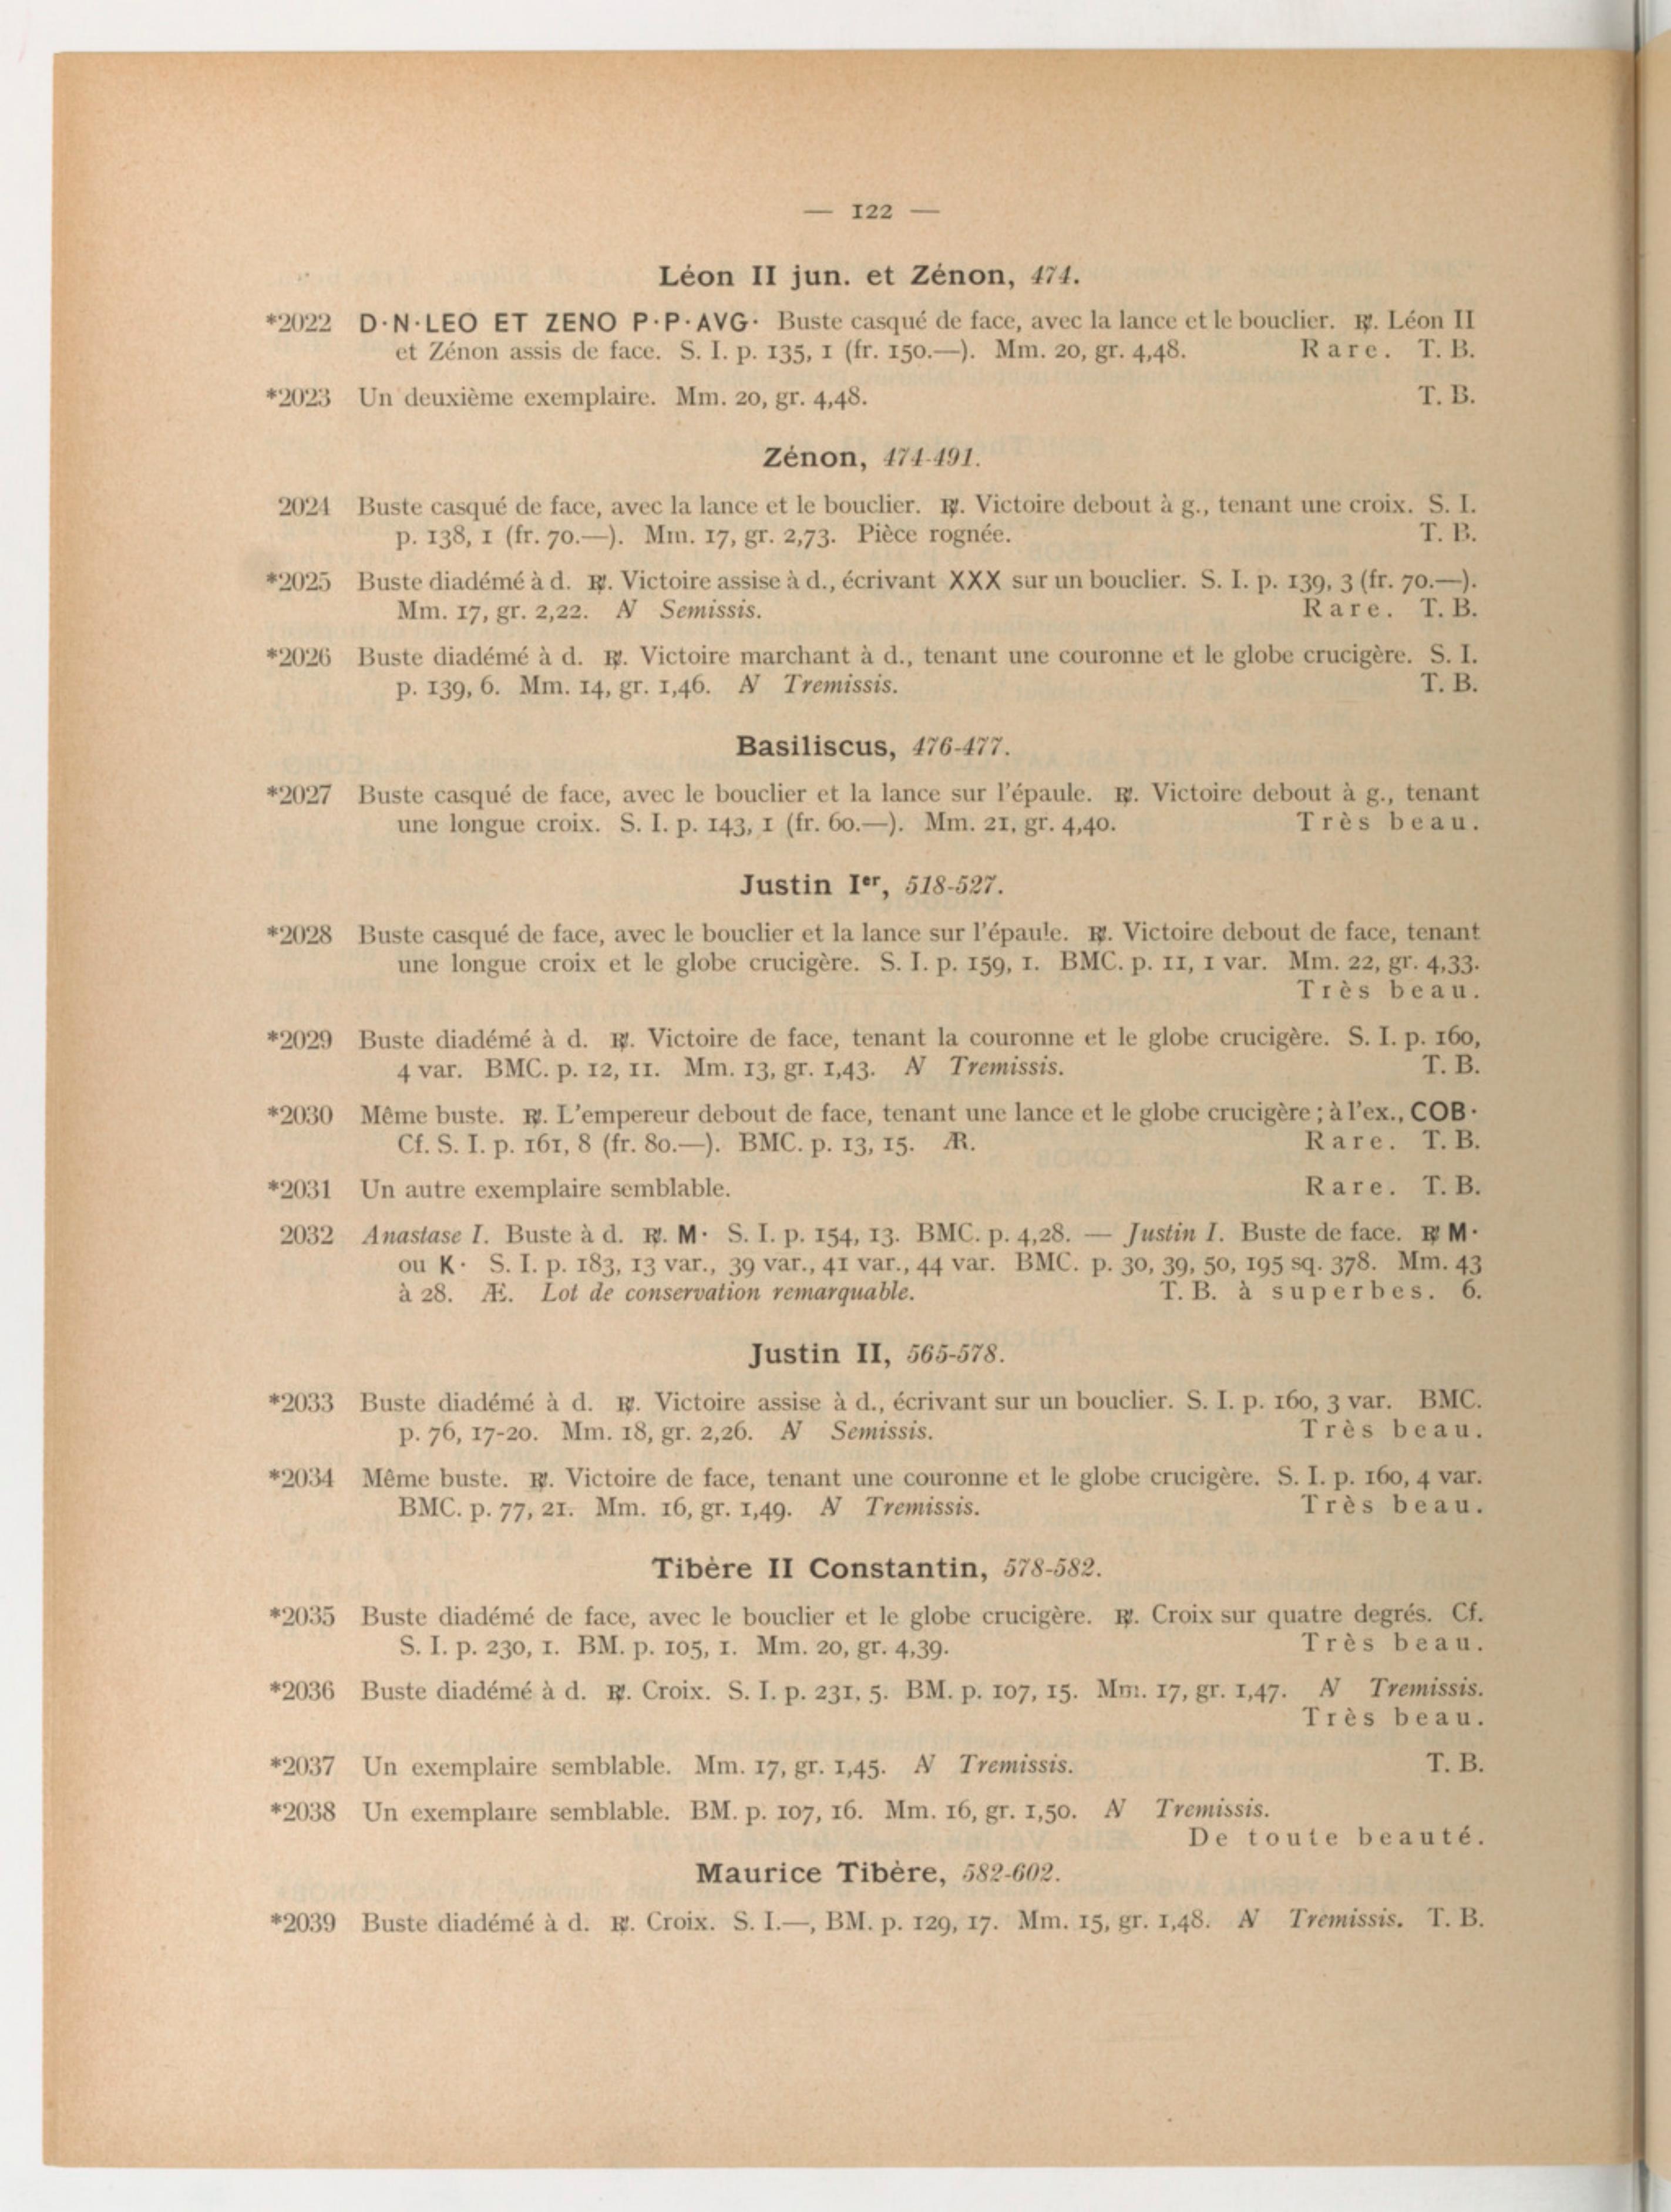 — 122 —
Léon II jun. et Zénon, 474.
*2022 D·N·LEO ET ZENO P·P·AVG· Buste casqué de face, avec la lance et le bouclier. ℞. Léon II
et Zénon assis de face. S. I. p. 135, 1 (fr. 150.—). Mm. 20, gr. 4,48. Rare. T. B.
*2023 Un deuxième exemplaire. Mm. 20, gr. 4,48. T. B.
Zénon, 474-491.
2024 Buste casqué de face, avec la lance et le bouclier. ℞. Victoire debout à g., tenant une croix. S. I.
p. 138, 1 (fr. 70.—). Mm. 17, gr. 2,73. Pièce rognée. T. B.
*2025 Buste diadémé à d. ℞. Victoire assise à d., écrivant XXX sur un bouclier. S. I. p. 139, 3 (fr. 70.—).
Mm. 17, gr. 2,22. N Semissis. Rare. T. B.
*2026 Buste diadémé à d. ℞. Victoire marchant à d., tenant une couronne et le globe crucigère. S. I.
p. 139, 6. Mm. 14, gr. 1,46. N Tremissis. T. B.
Basiliscus, 476-477.
*2027 Buste casqué de face, avec le bouclier et la lance sur l'épaule. ℞. Victoire debout à g., tenant
une longue croix. S. I. p. 143, 1 (fr. 60.—). Mm. 21, gr. 4,40. Très beau.
Justin Ier, 518-527.
*2028 Buste casqué de face, avec le bouclier et la lance sur l'épaule. ℞. Victoire debout de face, tenant
une longue croix et le globe crucigère. S. I. p. 159, 1. BMC. p. 11, 1 var. Mm. 22, gr. 4,33.
Très beau.
*2029 Buste diadémé à d. ℞. Victoire de face, tenant la couronne et le globe crucigère. S. I. p. 160,
4 var. BMC. p. 12, 11. Mm. 13, gr. 1,43. N Tremissis. T. B.
*2030 Même buste. ℞. L'empereur debout de face, tenant une lance et le globe crucigère ; à l'ex., COB·
Cf. S. I. p. 161, 8 (fr. 80.—). BMC. p. 13, 15. Æ. Rare. T. B.
*2031 Un autre exemplaire semblable. Rare. T. B.
2032 Anastase I. Buste à d. ℞. M· S. I. p. 154, 13. BMC. p. 4,28. — Justin I. Buste de face. ℞ M·
ou K· S. I. p. 183, 13 var., 39 var., 41 var., 44 var. BMC. p. 30, 39, 50, 195 sq. 378. Mm. 43
à 28. Æ. Lot de conservation remarquable. T. B. à superbes. 6.
Justin II, 565-578.
*2033 Buste diadémé à d. ℞. Victoire assise à d., écrivant sur un bouclier. S. I. p. 160, 3 var. BMC.
p. 76, 17-20. Mm. 18, gr. 2,26. N Semissis. Très beau.
*2034 Même buste. ℞. Victoire de face, tenant une couronne et le globe crucigère. S. I. p. 160, 4 var.
BMC. p. 77, 21. Mm. 16, gr. 1,49. N Tremissis. Très beau.
Tibère II Constantin, 578-582.
*2035 Buste diadémé de face, avec le bouclier et le globe crucigère. ℞. Croix sur quatre degrés. Cf.
S. I. p. 230, 1. BM. p. 105, 1. Mm. 20, gr. 4,39. Très beau.
*2036 Buste diadémé à d. ℞. Croix. S. I. p. 231, 5. BM. p. 107, 15. Mm. 17, gr. 1,47. N Tremissis.
Très beau.
*2037 Un exemplaire semblable. Mm. 17, gr. 1,45. N Tremissis. T. B.
*2038 Un exemplaire semblable. BM. p. 107, 16. Mm. 16, gr. 1,50. N Tremissis.
De toute beauté.
Maurice Tibère, 582-602.
*2039 Buste diadémé à d. ℞. Croix. S. I.—, BM. p. 129, 17. Mm. 15, gr. 1,48. N Tremissis. T. B.